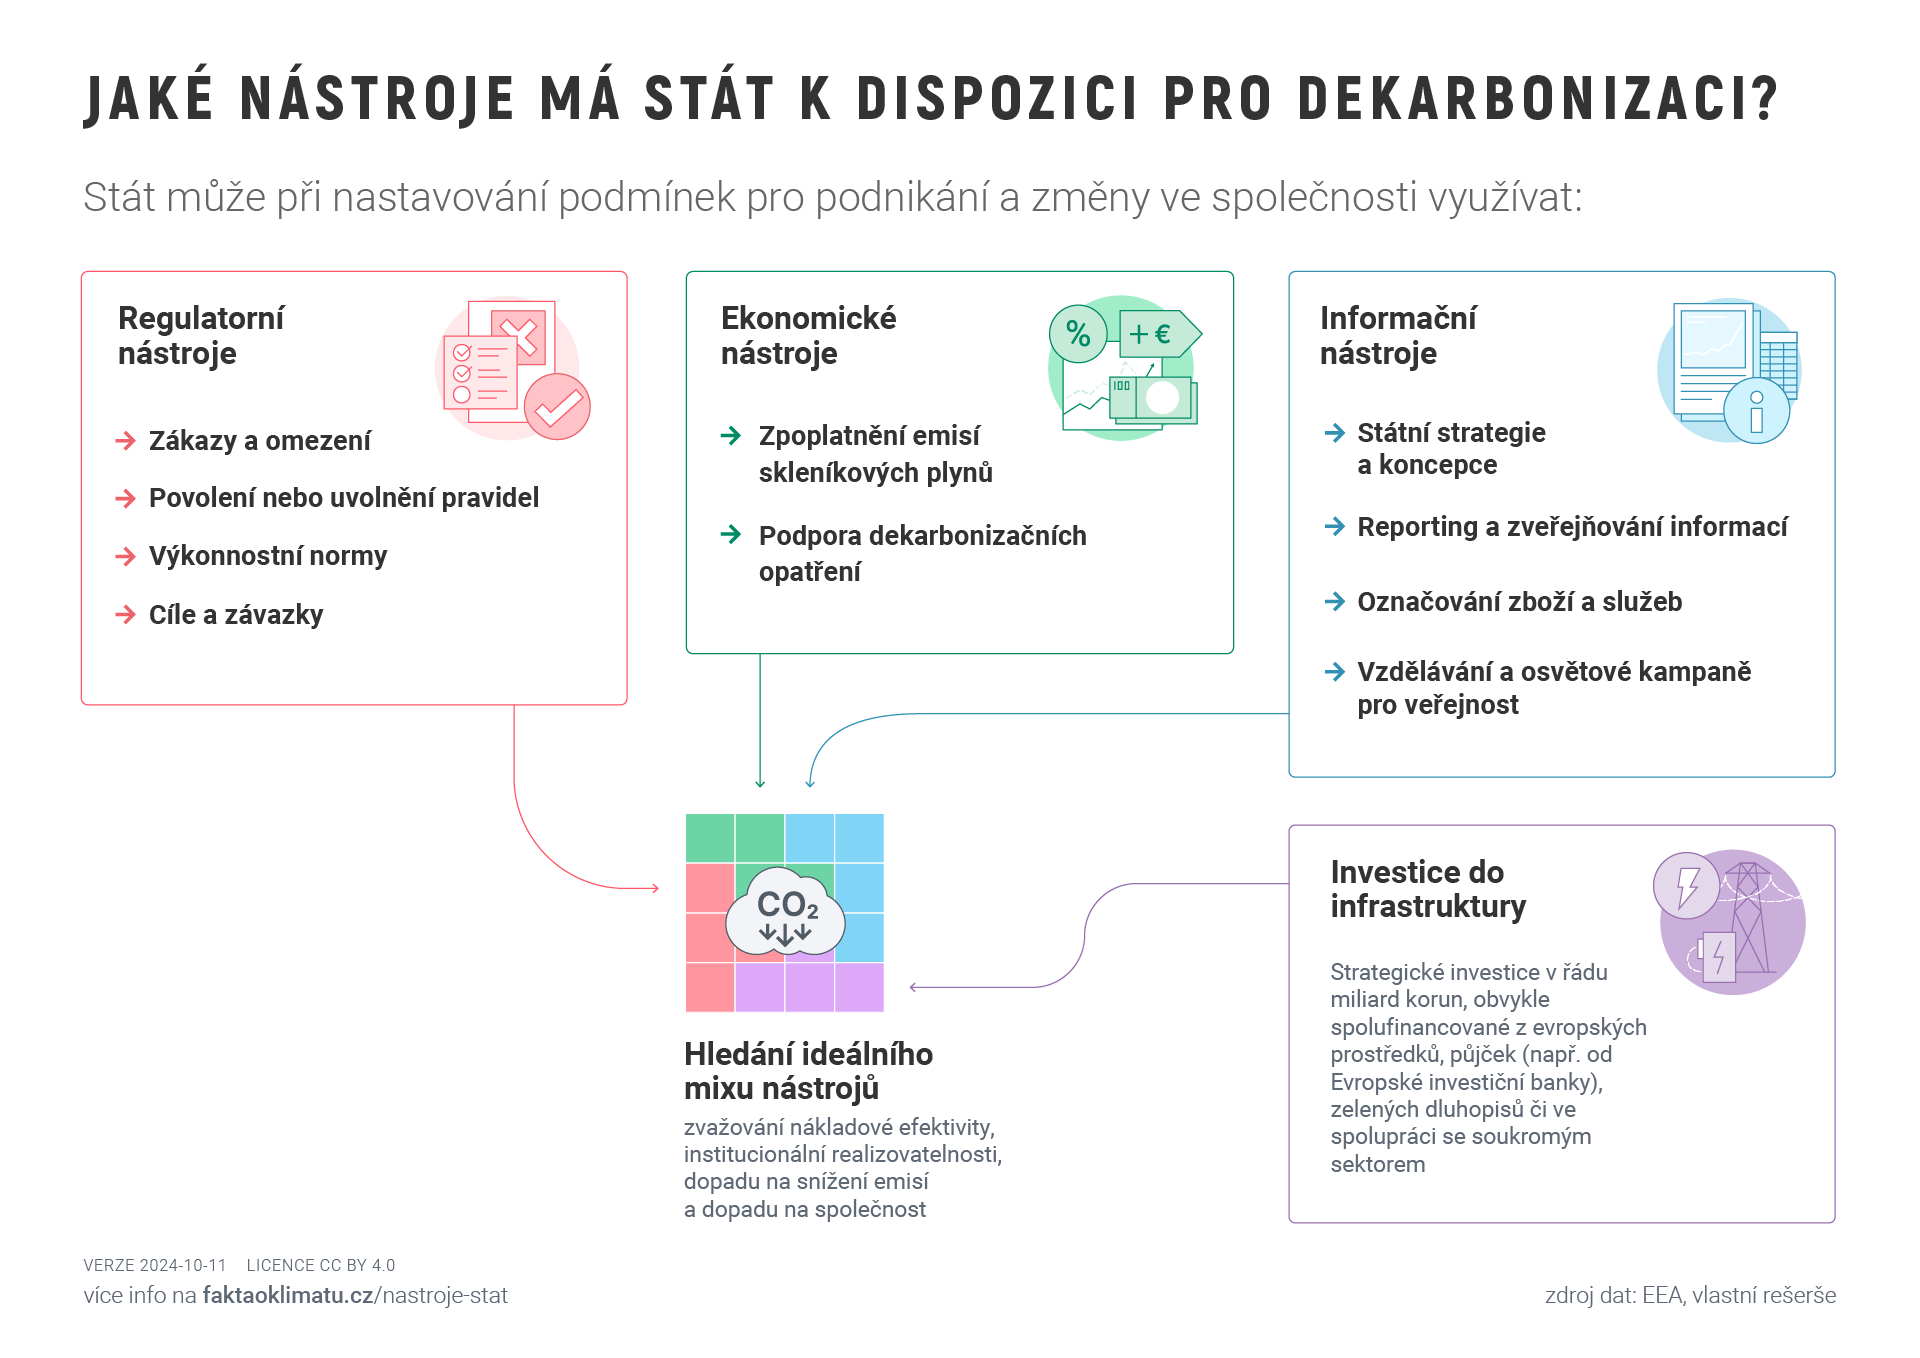 JAKÉ NÁSTROJE MÁ STÁT K DISPOZICI PRO DEKARBONIZACI?
Stát může při nastavování podmínek pro podnikání a změny ve společnosti využívat:
Regulatorní
nástroje
Zákazy a omezení
Povolení nebo uvolnění pravidel
Výkonnostní normy
Cíle a závazky
Ekonomické
nástroje
%
+€
100
Zpoplatnění emisí
skleníkových plynů
Podpora dekarbonizačních
opatření
Informační
nástroje
i
Státní strategie
a koncepce
Reporting a zveřejňování informací
Označování zboží a služeb
Vzdělávání a osvětové kampaně
pro veřejnost
CO₂
Hledání ideálního
mixu nástrojů
zvažování nákladové efektivity,
institucionální realizovatelnosti,
dopadu na snížení emisí
a dopadu na společnost
Investice do
infrastruktury
Strategické investice v řádu
miliard korun, obvykle
spolufinancované z evropských
prostředků, půjček (např. od
Evropské investiční banky),
zelených dluhopisů či ve
spolupráci se soukromým
sektorem
VERZE 2024-10-11 LICENCE CC BY 4.0
více info na faktaoklimatu.cz/nastroje-stat
zdroj dat: EEA, vlastní rešerše